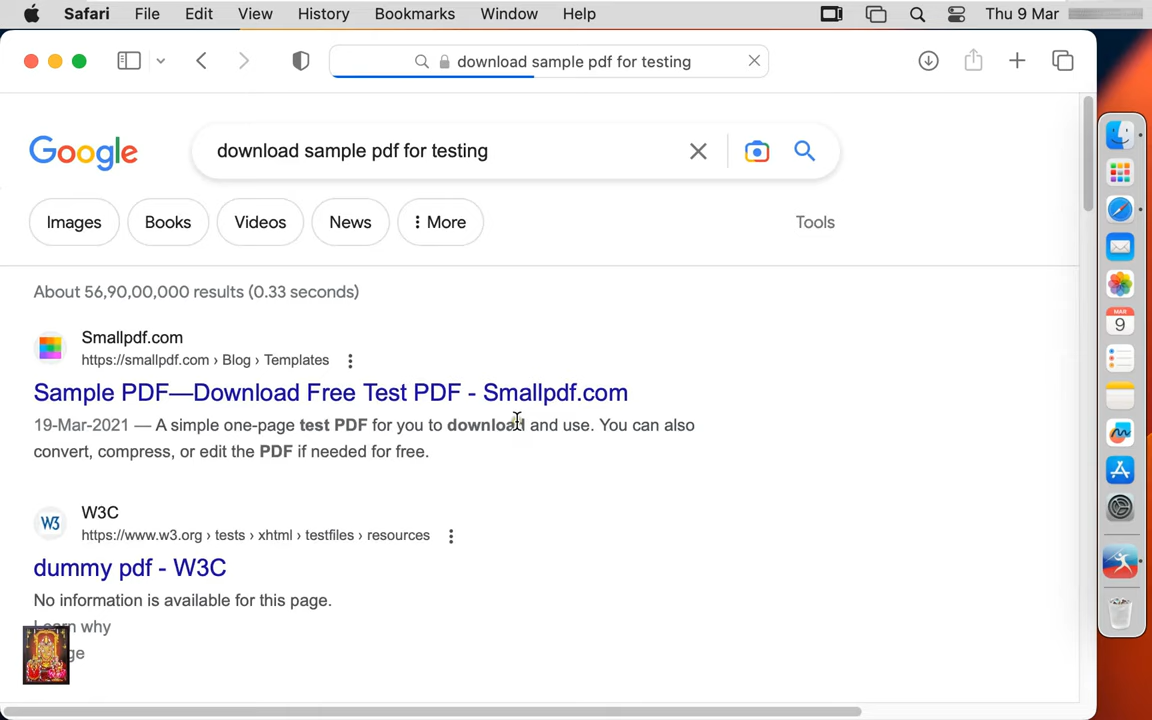 Safari File Edit View History Bookmarks Window Help Thu 9 Mar
download sample pdf for testing
Google
download sample pdf for testing
Images Books Videos News More Tools
About 56,90,00,000 results (0.33 seconds)
Smallpdf.com
https://smallpdf.com › Blog › Templates
Sample PDF—Download Free Test PDF - Smallpdf.com
19-Mar-2021 — A simple one-page test PDF for you to download and use. You can also
convert, compress, or edit the PDF if needed for free.
W3
W3C
https://www.w3.org › tests › xhtml › testfiles › resources
dummy pdf - W3C
No information is available for this page.
Learn why
ge
MAR
9